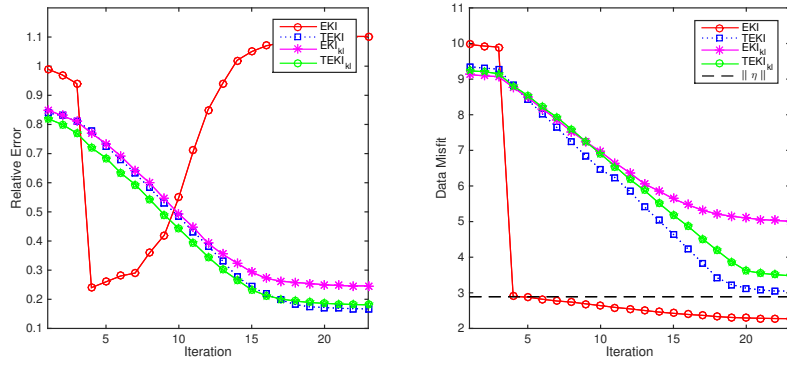 EKI
TEKI
EKI_kl
TEKI_kl
1.1
1
0.9
0.8
0.7
0.6
0.5
0.4
0.3
0.2
0.1
Relative Error
5
10
15
20
Iteration
EKI
TEKI
EKI_kl
TEKI_kl
|| η ||
11
10
9
8
7
6
5
4
3
2
Data Misfit
5
10
15
20
Iteration